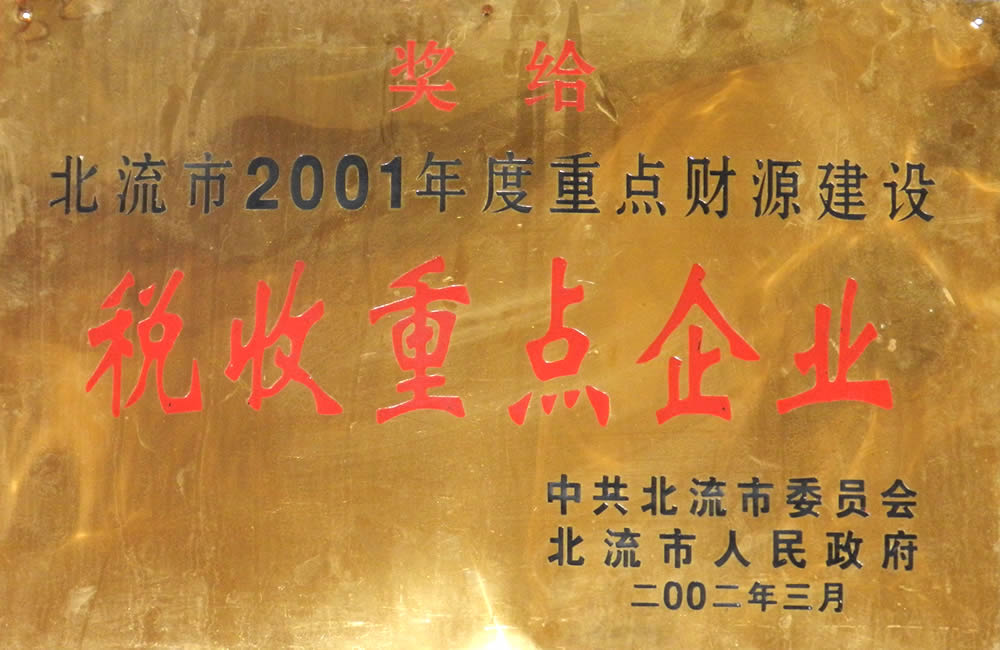 奖给
北流市2001年度重点财源建设
税收重点企业
中共北流市委员会
北流市人民政府
二00二年三月